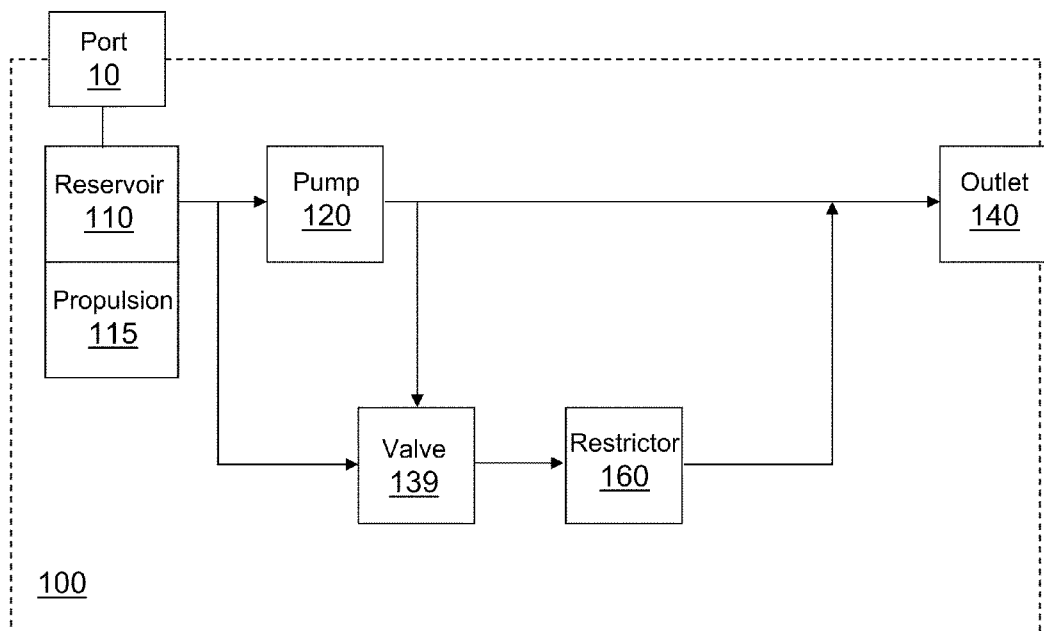 Port
10
Reservoir
110
Propulsion
115
Pump
120
Outlet
140
Valve
139
Restrictor
160
100